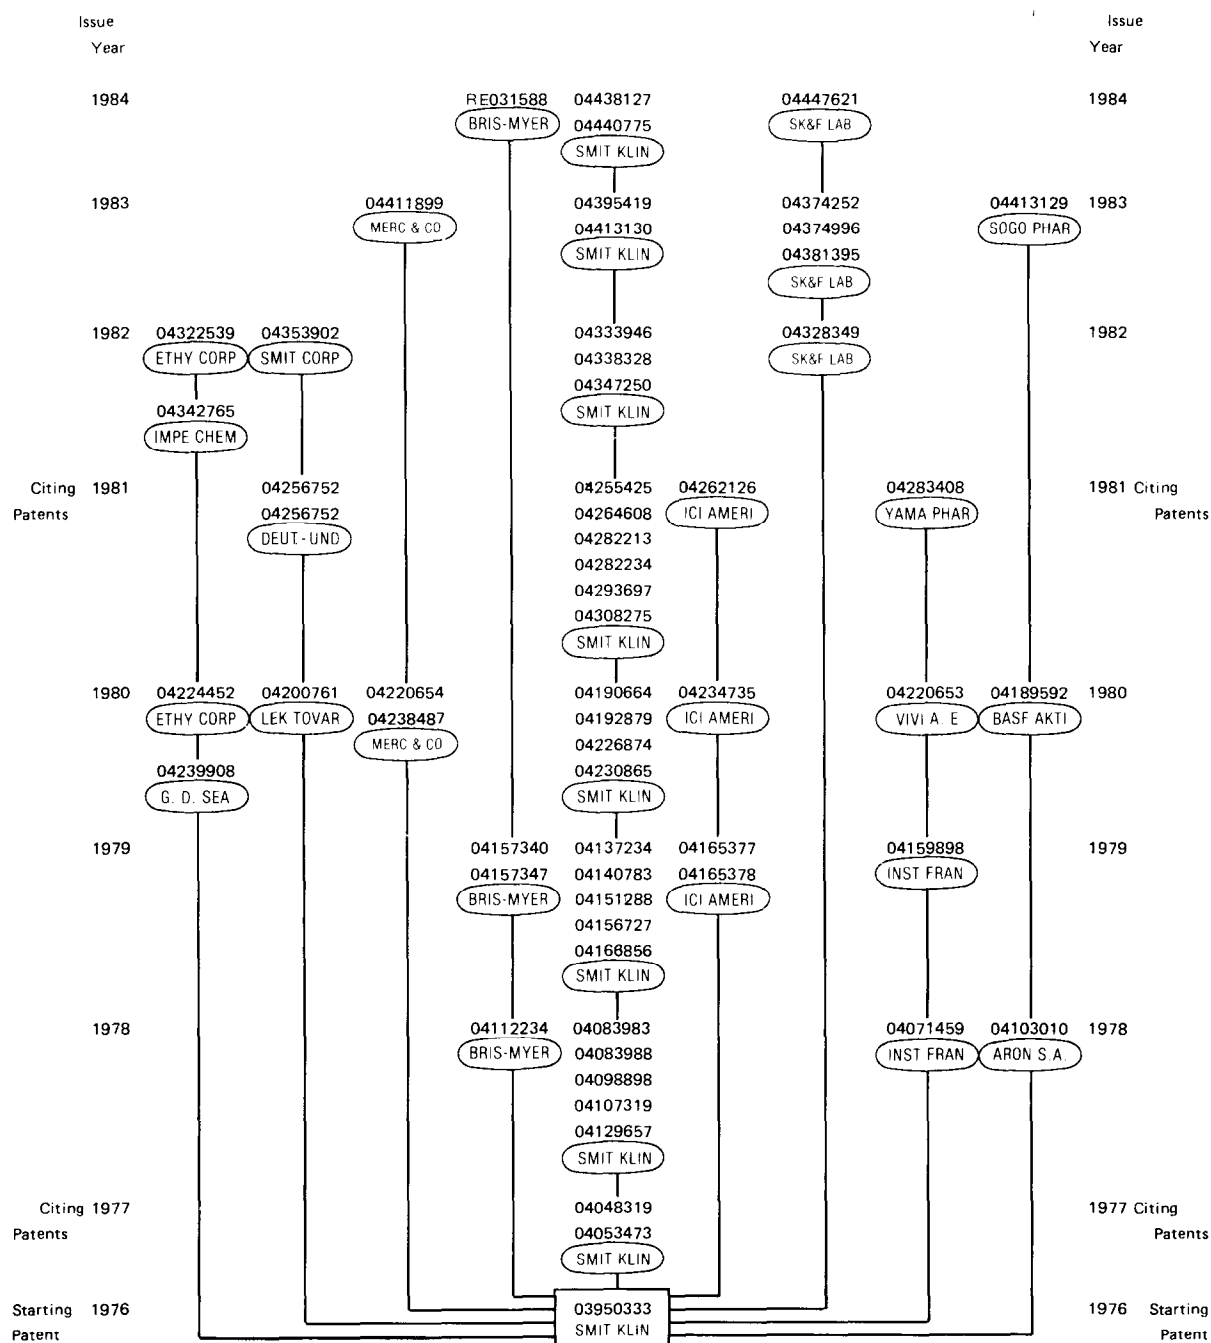 Issue Issue
Year Year
1984 RE031588 04438127 04447621 1984
BRIS-MYER 04440775 SK&F LAB
SMIT KLIN
1983 04411899 04395419 04374252 04413129 1983
MERC & CO 04413130 04374996 SOGO PHAR
SMIT KLIN 04381395
SK&F LAB
1982 04322539 04353902 04333946 04328349 1982
ETHY CORP SMIT CORP 04338328 SK&F LAB
04347250
04342765 SMIT KLIN
IMPE CHEM
Citing 1981 04256752 04255425 04262126 04283408 1981 Citing
Patents 04256752 04264608 ICI AMERI YAMA PHAR Patents
DEUT.-UND 04282213
04282234
04293697
04308275
SMIT KLIN
1980 04224452 04200761 04220654 04190664 04234735 04220653 04189592 1980
ETHY CORP LEK TOVAR 04238487 04192879 ICI AMERI VIVI A. E BASF AKTI
MERC & CO 04226874
04239908 04230865
G. D. SEA SMIT KLIN
1979 04157340 04137234 04165377 04159898 1979
04157347 04140783 04165378 INST FRAN
BRIS-MYER 04151288 ICI AMERI
04156727
04166856
SMIT KLIN
1978 04112234 04083983 04071459 04103010 1978
BRIS-MYER 04083988 INST FRAN ARON S.A.
04098898
04107319
04129657
SMIT KLIN
Citing 1977 04048319 1977 Citing
Patents 04053473 Patents
SMIT KLIN
Starting 1976 03950333 1976 Starting
Patent SMIT KLIN Patent